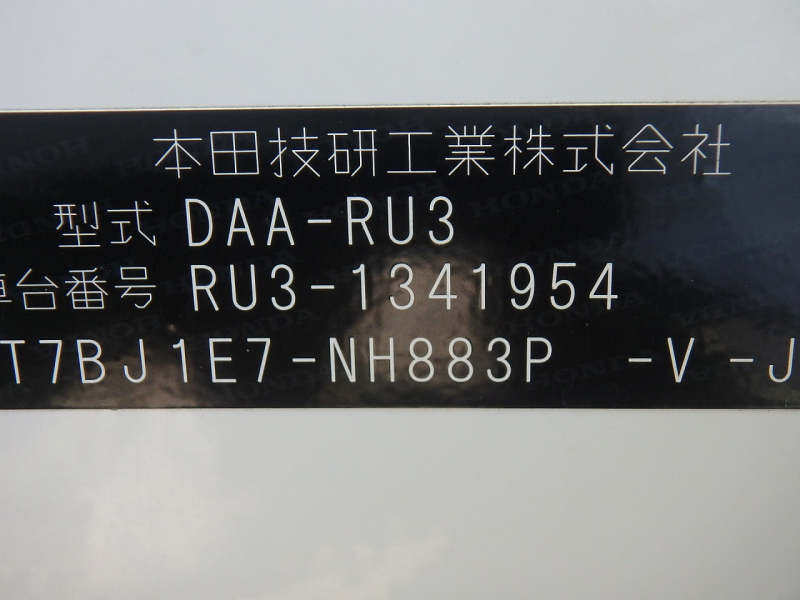 本田技研工業株式会社
型式 DAA-RU3
車台番号 RU3-1341954
T7BJ1E7-NH883P -V -J